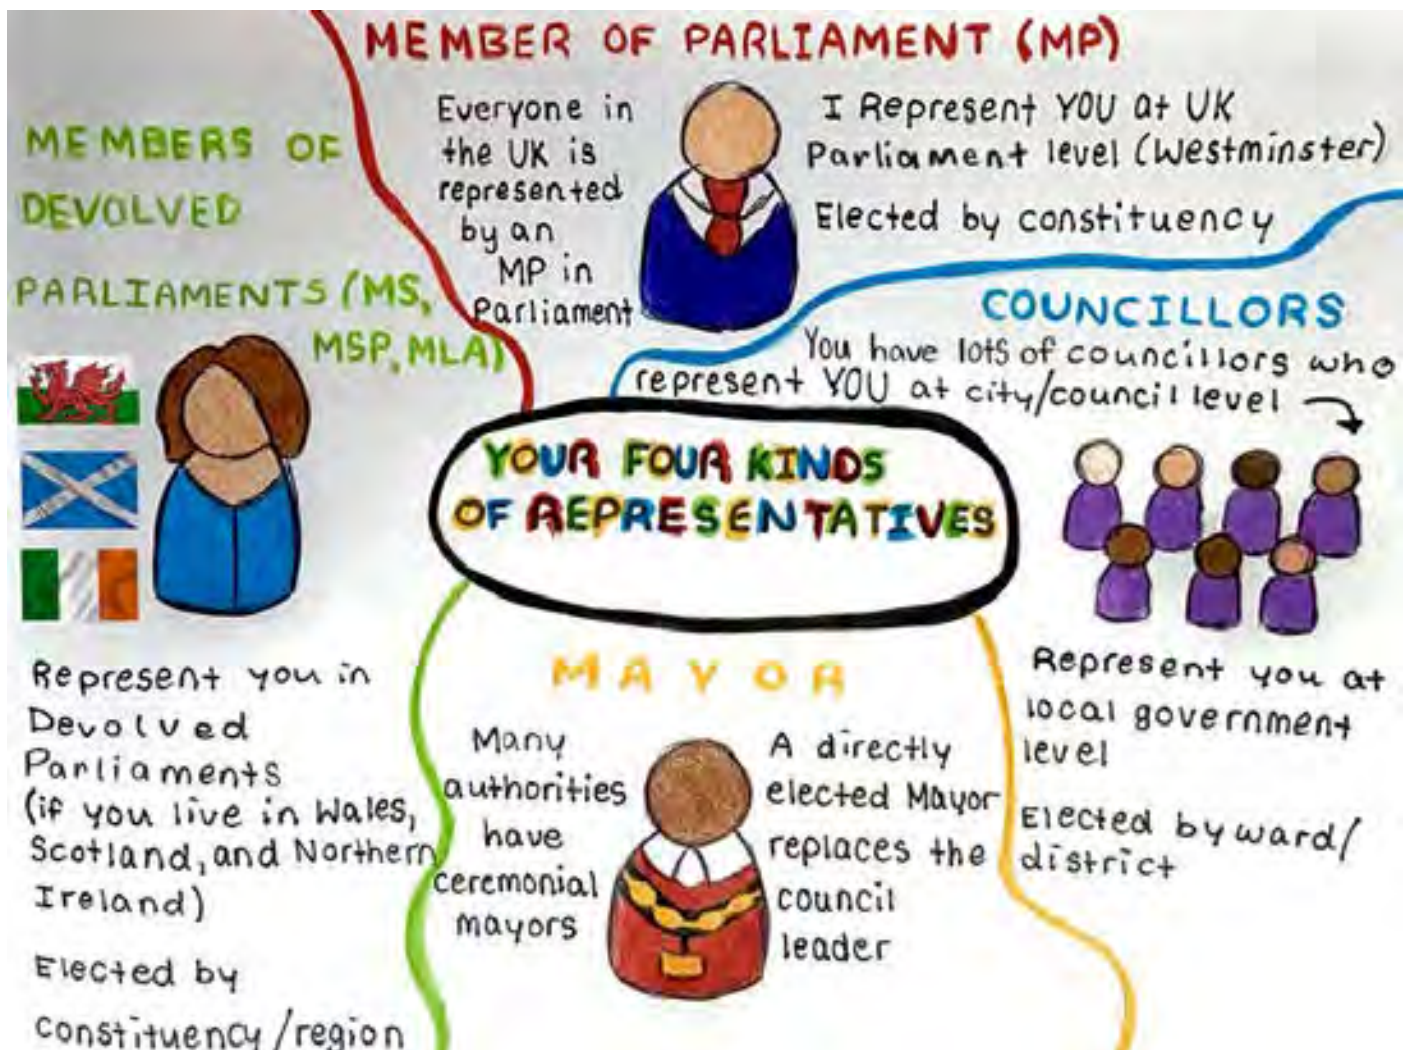 MEMBER OF PARLIAMENT (MP)
Everyone in
the UK is
represented
by an
MP in
Parliament
I Represent YOU at UK
Parliament level (Westminster)
Elected by constituency
MEMBERS OF
DEVOLVED
PARLIAMENTS (MS,
MSP, MLA)
Represent you in
Devolved
Parliaments
(if you live in Wales,
Scotland, and Northern
Ireland)
Elected by
constituency/region
COUNCILLORS
You have lots of councillors who
represent YOU at city/council level
Represent you at
local government
level
Elected by ward/
district
YOUR FOUR KINDS
OF REPRESENTATIVES
MAYOR
Many
authorities
have
ceremonial
mayors
A directly
elected Mayor
replaces the
council
leader